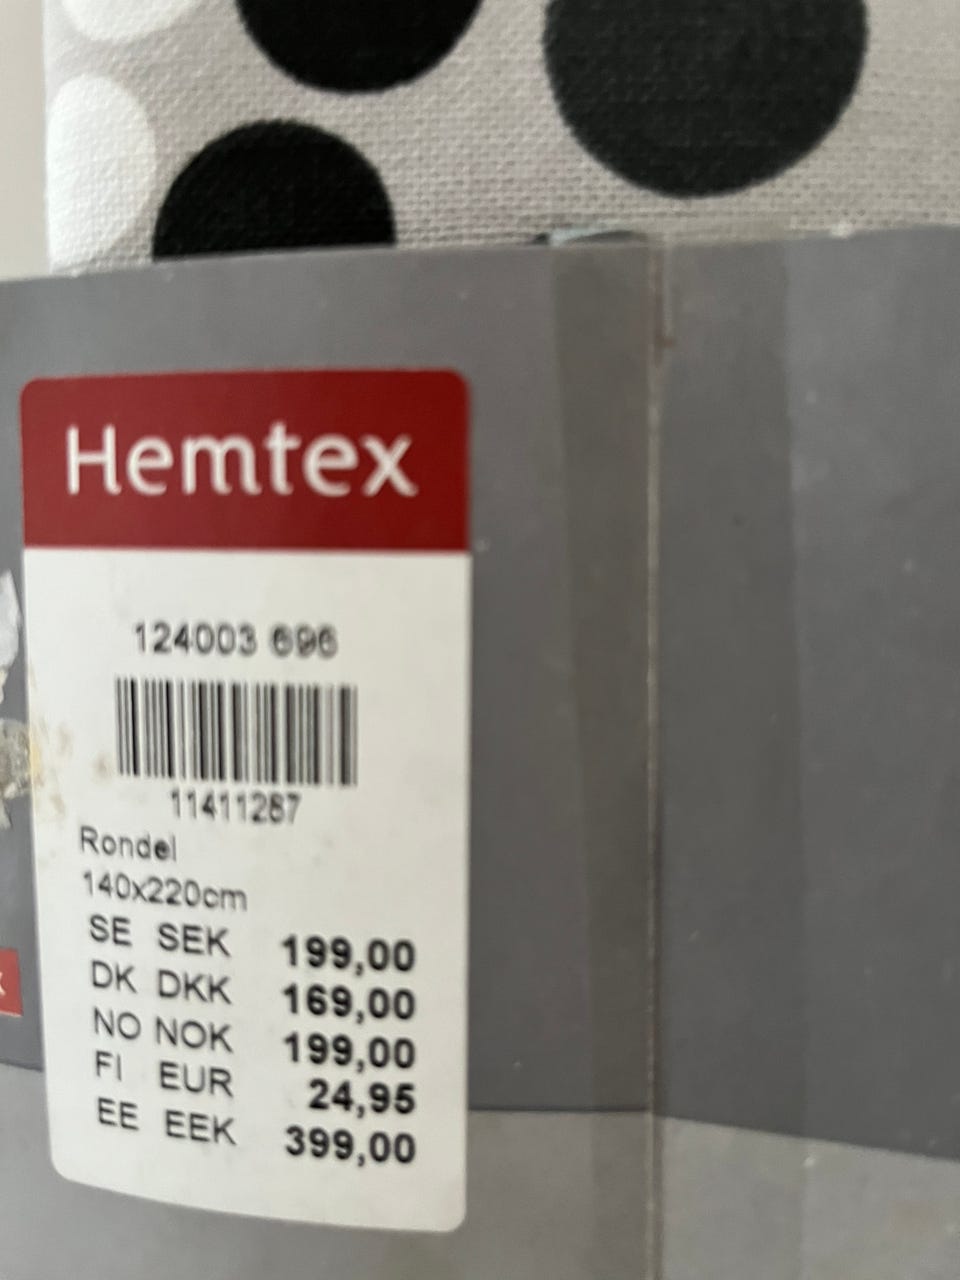 Hemtex
124003 696
11411287
Rondel
140x220cm
SE SEK 199,00
DK DKK 169,00
NO NOK 199,00
FI EUR 24,95
EE EEK 399,00
x